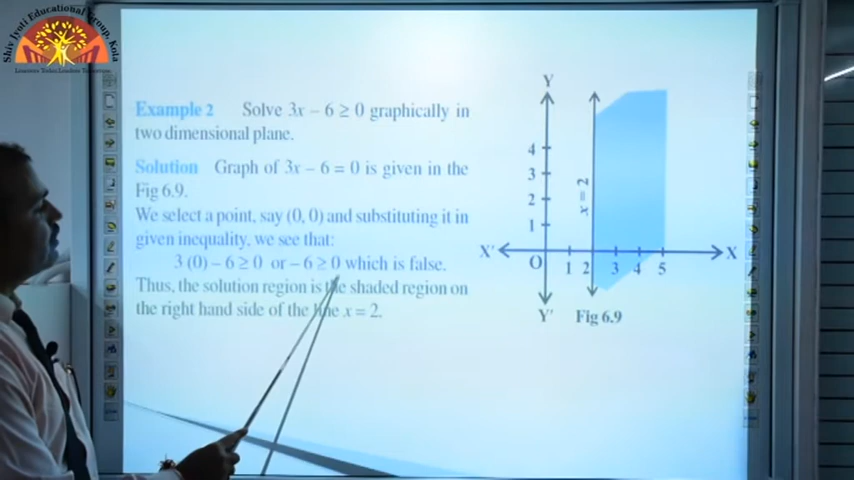 Shiv Jyoti Educational Group, Kota
Example 2 Solve 3x – 6 ≥ 0 graphically in
two dimensional plane.
Solution Graph of 3x – 6 = 0 is given in the
Fig 6.9.
We select a point, say (0, 0) and substituting it in
given inequality, we see that:
3 (0) – 6 ≥ 0 or – 6 ≥ 0 which is false.
Thus, the solution region is the shaded region on
the right hand side of the line x = 2.
Y
4
3
2
1
x = 2
X'
X
O
1 2 3 4 5
Y'
Fig 6.9